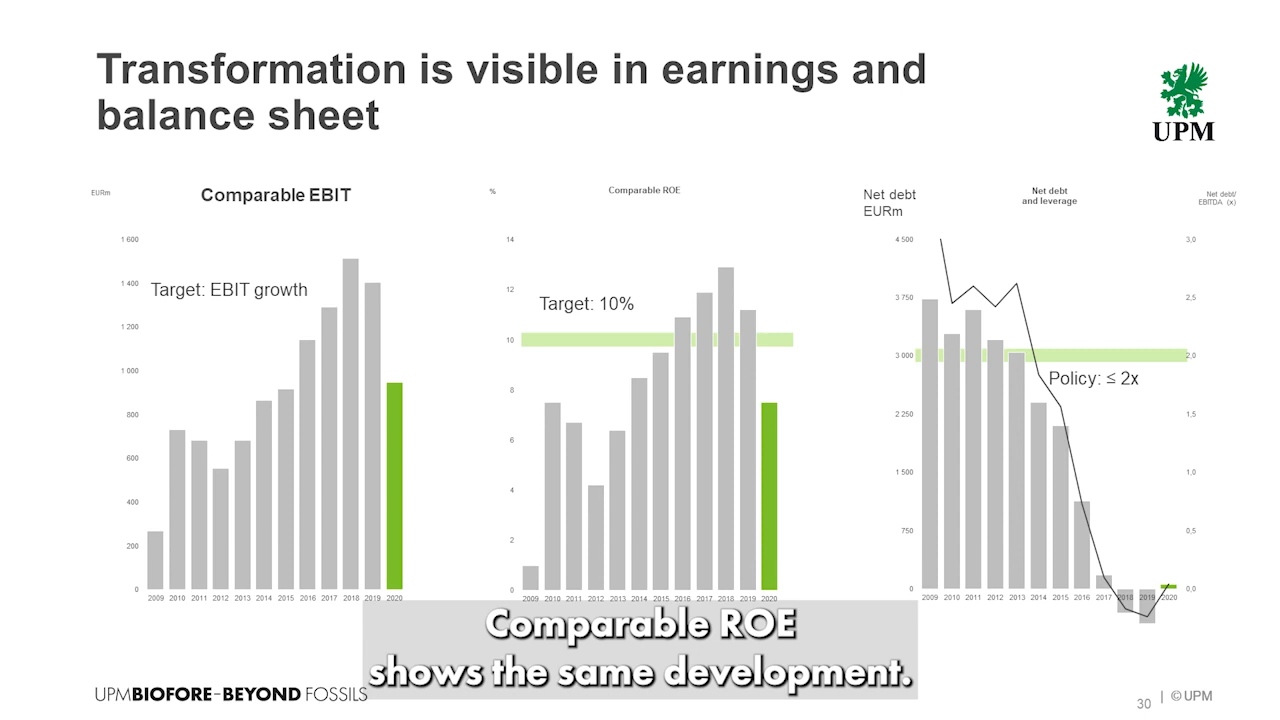 Transformation is visible in earnings and
balance sheet
UPM
EURm
Comparable EBIT
1 600
1 400
1 200
1 000
800
600
400
200
0
Target: EBIT growth
2009 2010 2011 2012 2013 2014 2015 2016 2017 2018 2019 2020
%
Comparable ROE
14
12
10
8
6
4
2
0
Target: 10%
2009 2010 2011 2012 2013 2014 2015 2016 2017 2018 2019 2020
Net debt
EURm
Net debt
and leverage
Net debt/
EBITDA (x)
4 500
3 750
3 000
2 250
1 500
750
0
3,0
2,5
2,0
1,5
1,0
0,5
0,0
Policy: ≤ 2x
2009 2010 2011 2012 2013 2014 2015 2016 2017 2018 2019 2020
Comparable ROE
shows the same development.
UPM BIOFORE–BEYOND FOSSILS
30 | © UPM